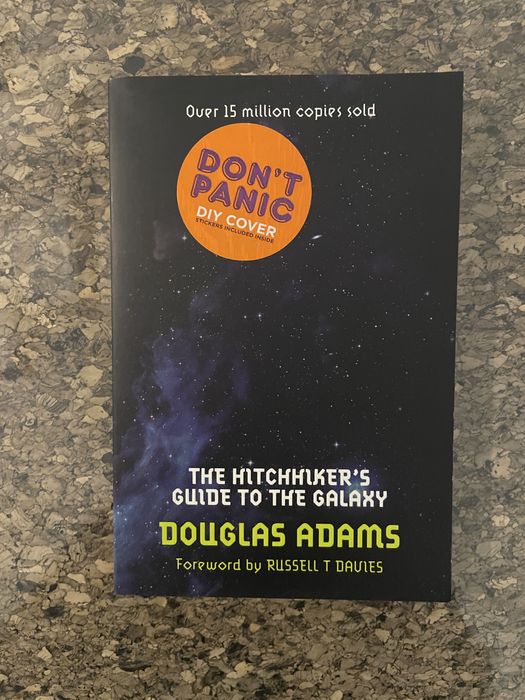 Over 15 million copies sold
DON'T
PANIC
DIY COVER
STICKERS INCLUDED INSIDE
THE HITCHHIKER'S
GUIDE TO THE GALAXY
DOUGLAS ADAMS
Foreword by RUSSELL T DAVIES